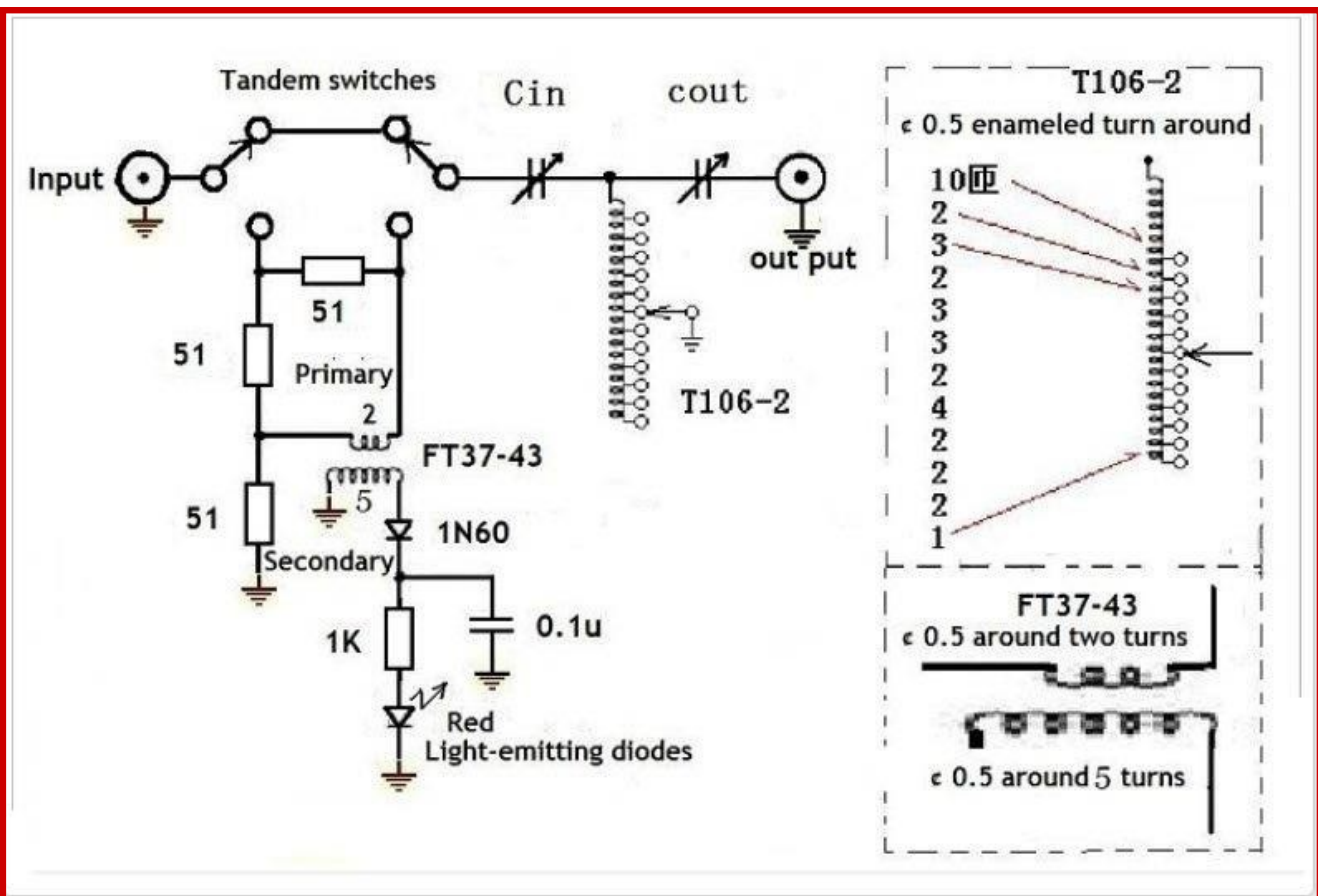 Tandem switches
Cin
cout
Input
out put
51
51
Primary
2
T106-2
FT37-43
5
51
1N60
Secondary
1K
0.1u
Red
Light-emitting diodes
T106-2
¢ 0.5 enameled turn around
10匝
2
3
2
3
3
2
4
2
2
2
1
FT37-43
¢ 0.5 around two turns
¢ 0.5 around 5 turns